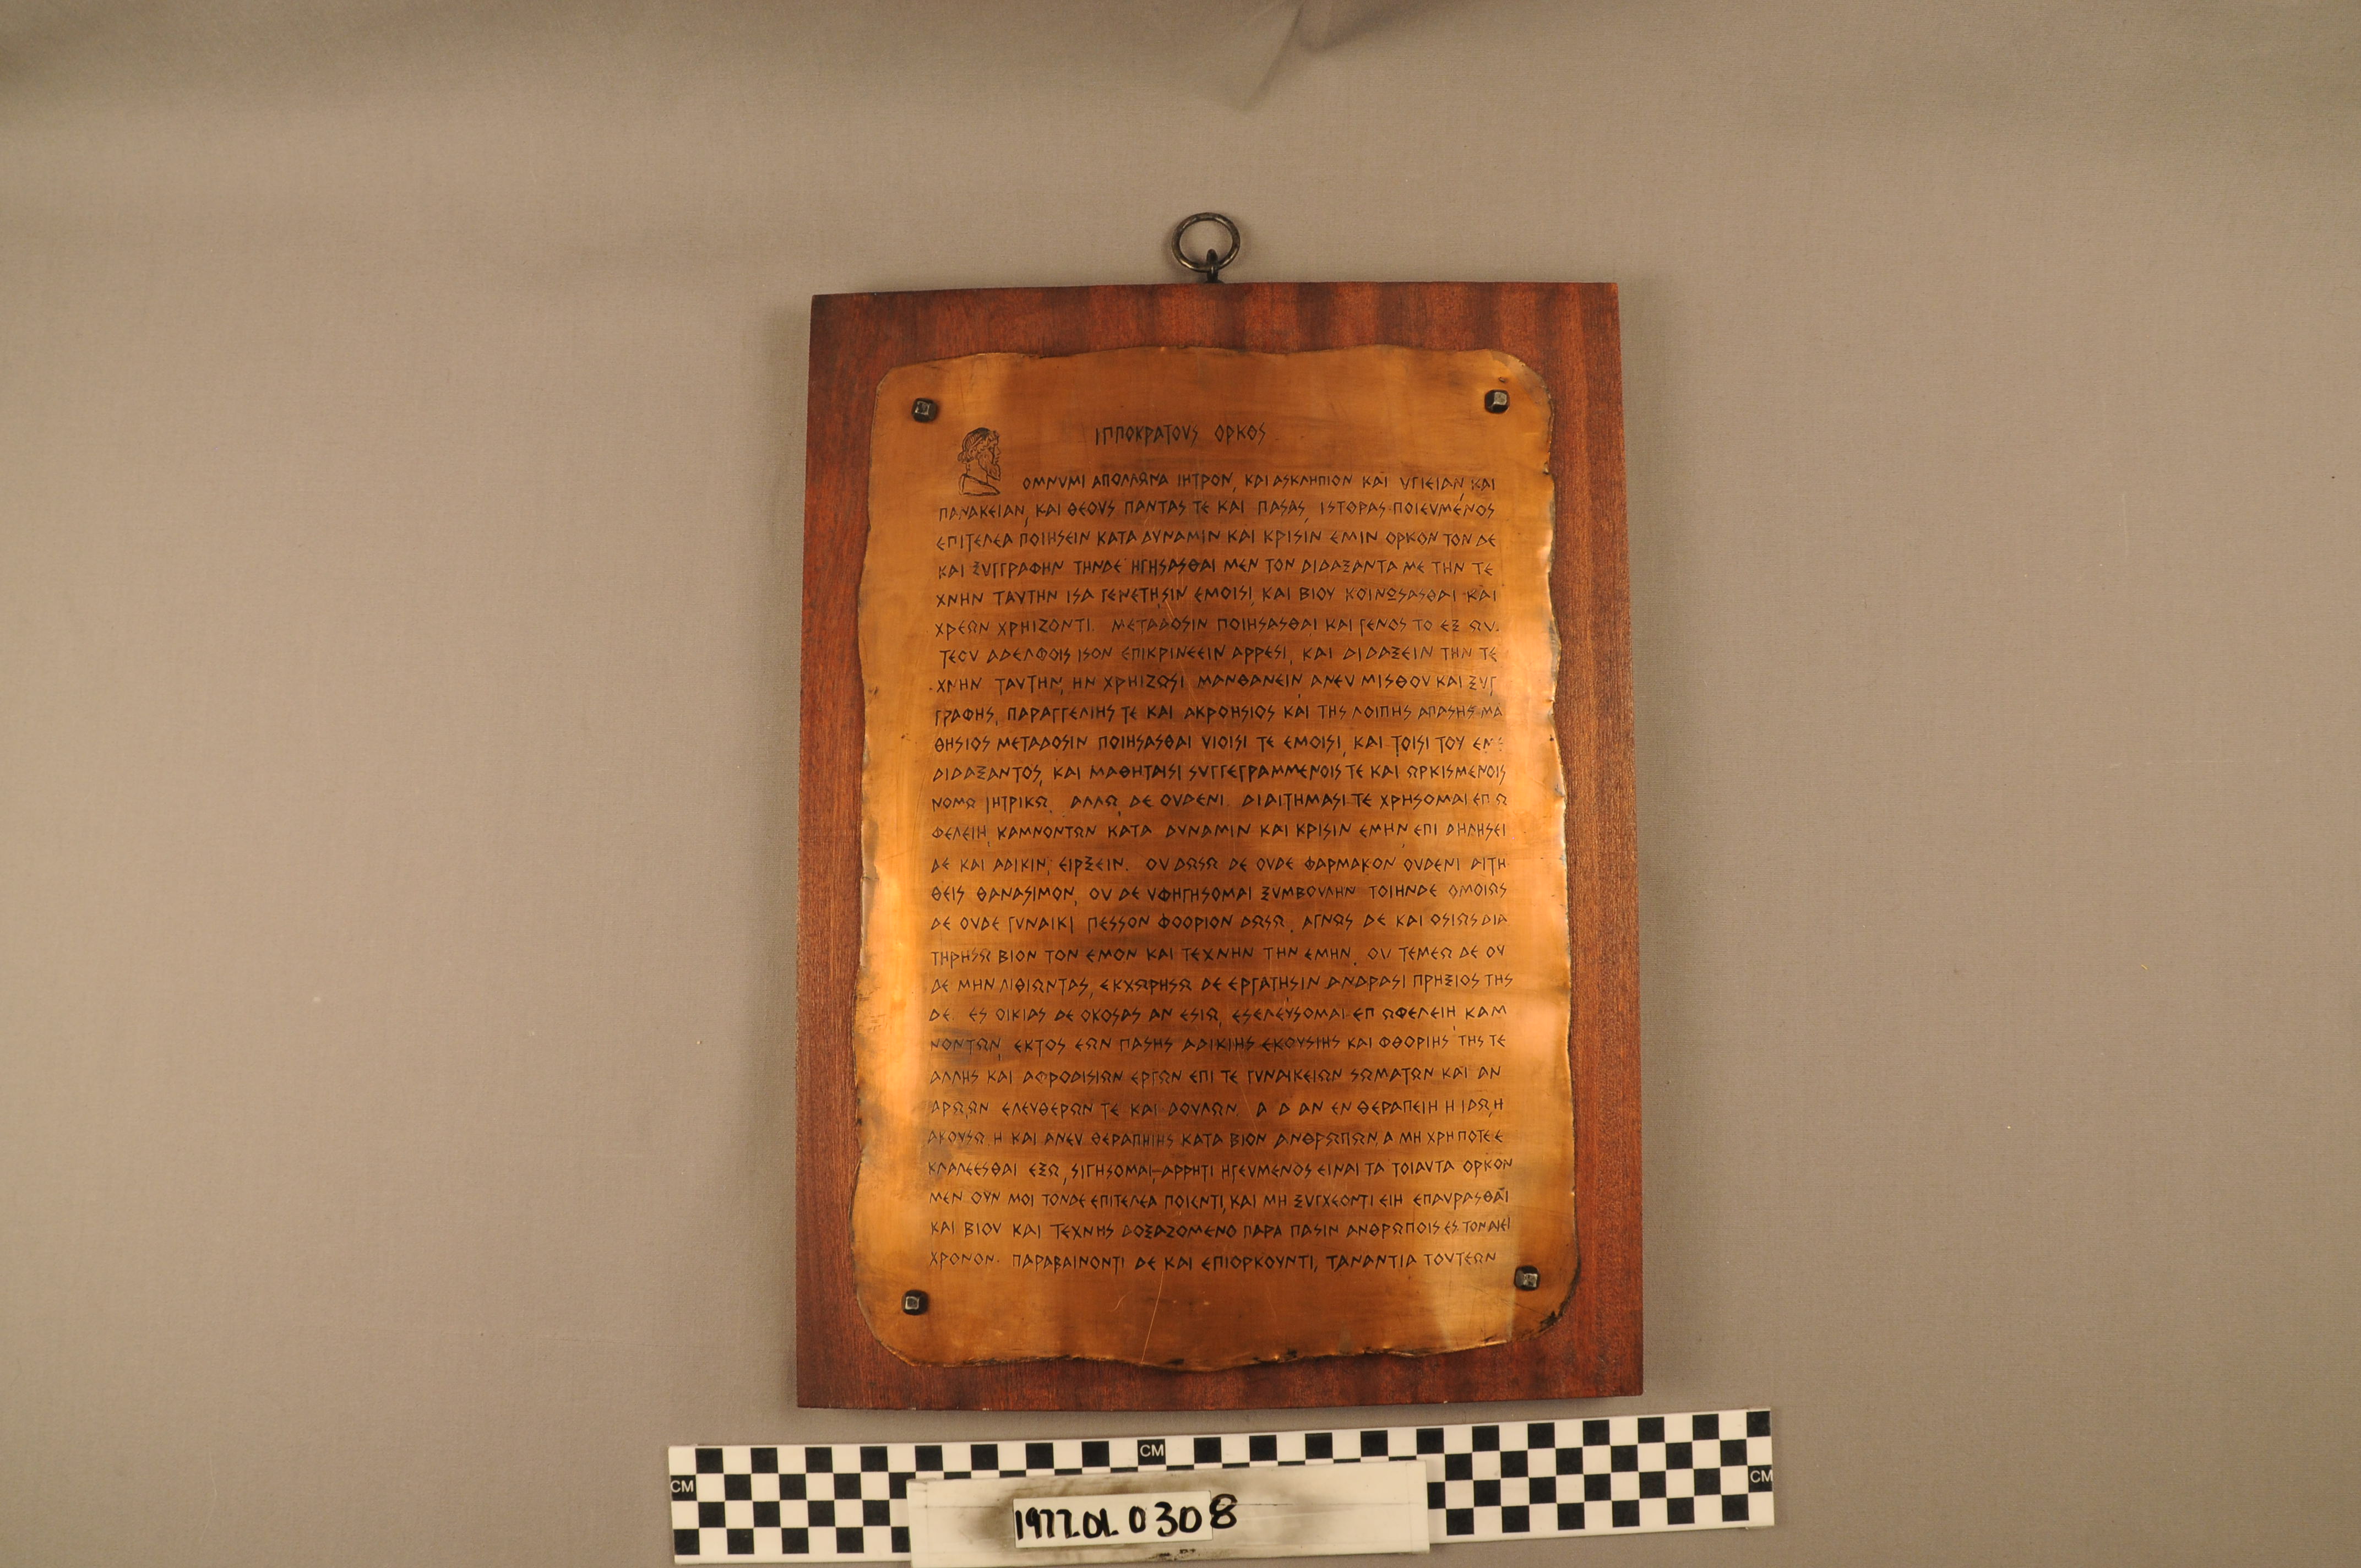 ΙΠΠΟΚΡΑΤΟΥΣ ΟΡΚΟΣ
ΟΜΝΥΜΙ ΑΠΟΛΛΩΝΑ ΙΗΤΡΟΝ, ΚΑΙ ΑΣΚΛΗΠΙΟΝ ΚΑΙ ΥΓΙΕΙΑΝ, ΚΑΙ
ΠΑΝΑΚΕΙΑΝ, ΚΑΙ ΘΕΟΥΣ ΠΑΝΤΑΣ ΤΕ ΚΑΙ ΠΑΣΑΣ, ΙΣΤΟΡΑΣ ΠΟΙΕΥΜΕΝΟΣ
ΕΠΙΤΕΛΕΑ ΠΟΙΗΣΕΙΝ ΚΑΤΑ ΔΥΝΑΜΙΝ ΚΑΙ ΚΡΙΣΙΝ ΕΜΙΝ ΟΡΚΟΝ ΤΟΝ ΔΕ
ΚΑΙ ΞΥΓΓΡΑΦΗΝ ΤΗΝΔΕ ΗΓΗΣΑΣΘΑΙ ΜΕΝ ΤΟΝ ΔΙΔΑΞΑΝΤΑ ΜΕ ΤΗΝ ΤΕ
ΧΝΗΝ ΤΑΥΤΗΝ ΙΣΑ ΓΕΝΕΤΗΣΙΝ ΕΜΟΙΣΙ, ΚΑΙ ΒΙΟΥ ΚΟΙΝΩΣΑΣΘΑΙ ΚΑΙ
ΧΡΕΩΝ ΧΡΗΙΖΟΝΤΙ. ΜΕΤΑΔΟΣΙΝ ΠΟΙΗΣΑΣΘΑΙ ΚΑΙ ΓΕΝΟΣ ΤΟ ΕΞ ΩΥ.
ΤΕΟΥ ΑΔΕΛΦΟΙΣ ΙΣΟΝ ΕΠΙΚΡΙΝΕΕΙΝ ΑΡΡΕΣΙ, ΚΑΙ ΔΙΔΑΞΕΙΝ ΤΗΝ ΤΕ
ΧΝΗΝ ΤΑΥΤΗΝ, ΗΝ ΧΡΗΙΖΩΣΙ ΜΑΝΘΑΝΕΙΝ, ΑΝΕΥ ΜΙΣΘΟΥ ΚΑΙ ΞΥΓ
ΓΡΑΦΗΣ, ΠΑΡΑΓΓΕΛΙΗΣ ΤΕ ΚΑΙ ΑΚΡΟΗΣΙΟΣ ΚΑΙ ΤΗΣ ΛΟΙΠΗΣ ΑΠΑΣΗΣ ΜΑ
ΘΗΣΙΟΣ ΜΕΤΑΔΟΣΙΝ ΠΟΙΗΣΑΣΘΑΙ ΥΙΟΙΣΙ ΤΕ ΕΜΟΙΣΙ, ΚΑΙ ΤΟΙΣΙ ΤΟΥ ΕΜΕ
ΔΙΔΑΞΑΝΤΟΣ, ΚΑΙ ΜΑΘΗΤΑΙΣΙ ΣΥΓΓΕΓΡΑΜΜΕΝΟΙΣ ΤΕ ΚΑΙ ΩΡΚΙΣΜΕΝΟΙΣ
ΝΟΜΩ ΙΗΤΡΙΚΩ. ΑΛΛΩ ΔΕ ΟΥΔΕΝΙ. ΔΙΑΙΤΗΜΑΣΙ ΤΕ ΧΡΗΣΟΜΑΙ ΕΠ Ω
ΦΕΛΕΙΗ, ΚΑΜΝΟΝΤΩΝ ΚΑΤΑ ΔΥΝΑΜΙΝ ΚΑΙ ΚΡΙΣΙΝ ΕΜΗΝ, ΕΠΙ ΔΗΛΗΣΕΙ
ΔΕ ΚΑΙ ΑΔΙΚΙΝ, ΕΙΡΞΕΙΝ. ΟΥ ΔΩΣΩ ΔΕ ΟΥΔΕ ΦΑΡΜΑΚΟΝ ΟΥΔΕΝΙ ΑΙΤΗ
ΘΕΙΣ ΘΑΝΑΣΙΜΟΝ, ΟΥ ΔΕ ΥΦΗΓΗΣΟΜΑΙ ΞΥΜΒΟΥΛΗΝ ΤΟΙΗΝΔΕ ΟΜΟΙΩΣ
ΔΕ ΟΥΔΕ ΓΥΝΑΙΚΙ ΠΕΣΣΟΝ ΦΟΟΡΙΟΝ ΔΩΣΩ. ΑΓΝΩΣ ΔΕ ΚΑΙ ΟΣΙΩΣ ΔΙΑ
ΤΗΡΗΣΩ ΒΙΟΝ ΤΟΝ ΕΜΟΝ ΚΑΙ ΤΕΧΝΗΝ ΤΗΝ ΕΜΗΝ. ΟΥ ΤΕΜΕΩ ΔΕ ΟΥ
ΔΕ ΜΗΝ ΛΙΘΙΩΝΤΑΣ, ΕΚΧΩΡΗΣΩ ΔΕ ΕΡΓΑΤΗΣΙΝ ΑΝΔΡΑΣΙ ΠΡΗΞΙΟΣ ΤΗΣ
ΔΕ. ΕΣ ΟΙΚΙΑΣ ΔΕ ΟΚΟΣΑΣ ΑΝ ΕΣΙΩ, ΕΣΕΛΕΥΣΟΜΑΙ ΕΠ ΩΦΕΛΕΙΗ, ΚΑΜ
ΝΟΝΤΩΝ, ΕΚΤΟΣ ΕΩΝ ΠΑΣΗΣ ΑΔΙΚΙΗΣ ΕΚΟΥΣΙΗΣ ΚΑΙ ΦΘΟΡΙΗΣ ΤΗΣ ΤΕ
ΑΛΛΗΣ ΚΑΙ ΑΦΡΟΔΙΣΙΩΝ ΕΡΓΩΝ ΕΠΙ ΤΕ ΓΥΝΑΙΚΕΙΩΝ ΣΩΜΑΤΩΝ ΚΑΙ ΑΝ
ΔΡΩΩΝ ΕΛΕΥΘΕΡΩΝ ΤΕ ΚΑΙ ΔΟΥΛΩΝ. Α Δ ΑΝ ΕΝ ΘΕΡΑΠΕΙΗ Η ΙΔΩ, Η
ΑΚΟΥΣΩ. Η ΚΑΙ ΑΝΕΥ ΘΕΡΑΠΗΙΗΣ ΚΑΤΑ ΒΙΟΝ ΑΝΘΡΩΠΩΝ, Α ΜΗ ΧΡΗ ΠΟΤΕ Ε
ΚΛΑΛΕΕΣΘΑΙ ΕΞΩ, ΣΙΓΗΣΟΜΑΙ, ΑΡΡΗΤΙ ΗΓΕΥΜΕΝΟΣ ΕΙΝΑΙ ΤΑ ΤΟΙΑΥΤΑ ΟΡΚΟΝ
ΜΕΝ ΟΥΝ ΜΟΙ ΤΟΝΔΕ ΕΠΙΤΕΛΕΑ ΠΟΙΕΝΤΙ, ΚΑΙ ΜΗ ΞΥΓΧΕΟΝΤΙ ΕΙΗ ΕΠΑΥΡΑΣΘΑΙ
ΚΑΙ ΒΙΟΥ ΚΑΙ ΤΕΧΝΗΣ ΔΟΞΑΖΟΜΕΝΟ ΠΑΡΑ ΠΑΣΙΝ ΑΝΘΡΩΠΟΙΣ ΕΣ ΤΟΝ ΑΙΕΙ
ΧΡΟΝΟΝ. ΠΑΡΑΒΑΙΝΟΝΤΙ ΔΕ ΚΑΙ ΕΠΙΟΡΚΟΥΝΤΙ, ΤΑΝΑΝΤΙΑ ΤΟΥΤΕΩΝ
CM
CM
CM
1977.01.0308